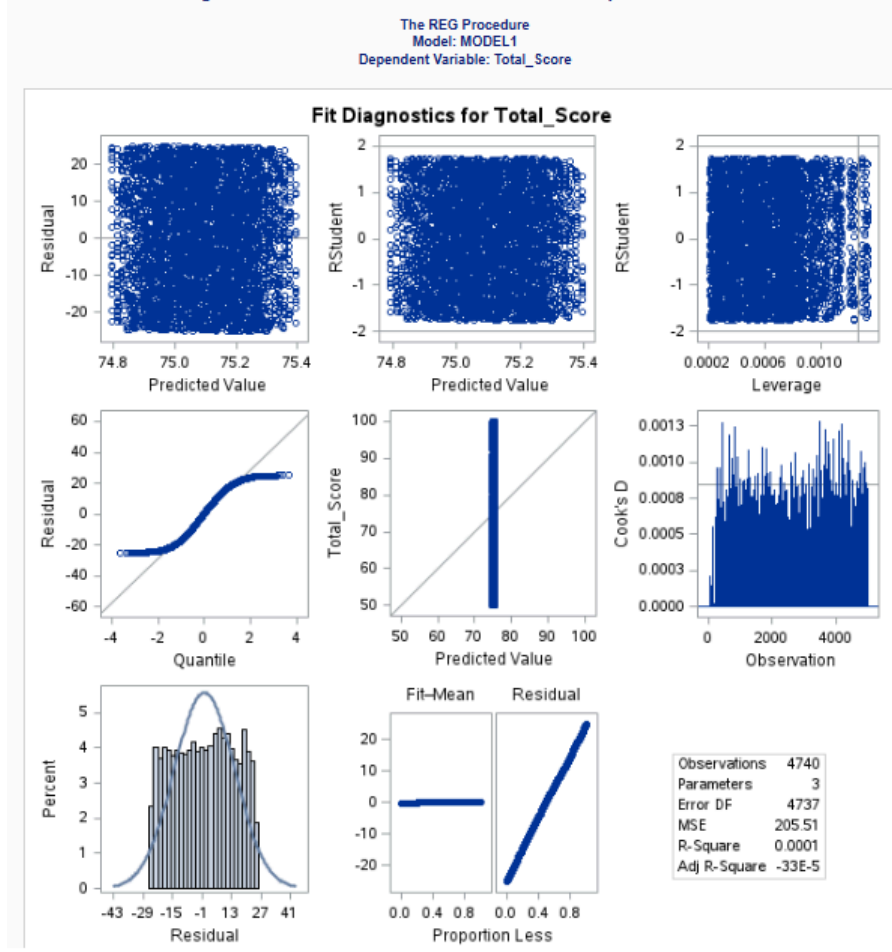 The REG Procedure
Model: MODEL1
Dependent Variable: Total_Score
Fit Diagnostics for Total_Score
Residual
20
10
0
-10
-20
74.8 75.0 75.2 75.4
Predicted Value
RStudent
2
1
0
-1
-2
74.8 75.0 75.2 75.4
Predicted Value
RStudent
2
1
0
-1
-2
0.0002 0.0006 0.0010
Leverage
Residual
60
40
20
0
-20
-40
-60
-4 -2 0 2 4
Quantile
Total_Score
100
90
80
70
60
50
50 60 70 80 90 100
Predicted Value
Cook's D
0.0013
0.0010
0.0008
0.0005
0.0003
0.0000
0 2000 4000
Observation
Percent
5
4
3
2
1
0
-43 -29 -15 -1 13 27 41
Residual
Fit–Mean Residual
20
10
0
-10
-20
0.0 0.4 0.8 0.0 0.4 0.8
Proportion Less
Observations 4740
Parameters 3
Error DF 4737
MSE 205.51
R-Square 0.0001
Adj R-Square -33E-5